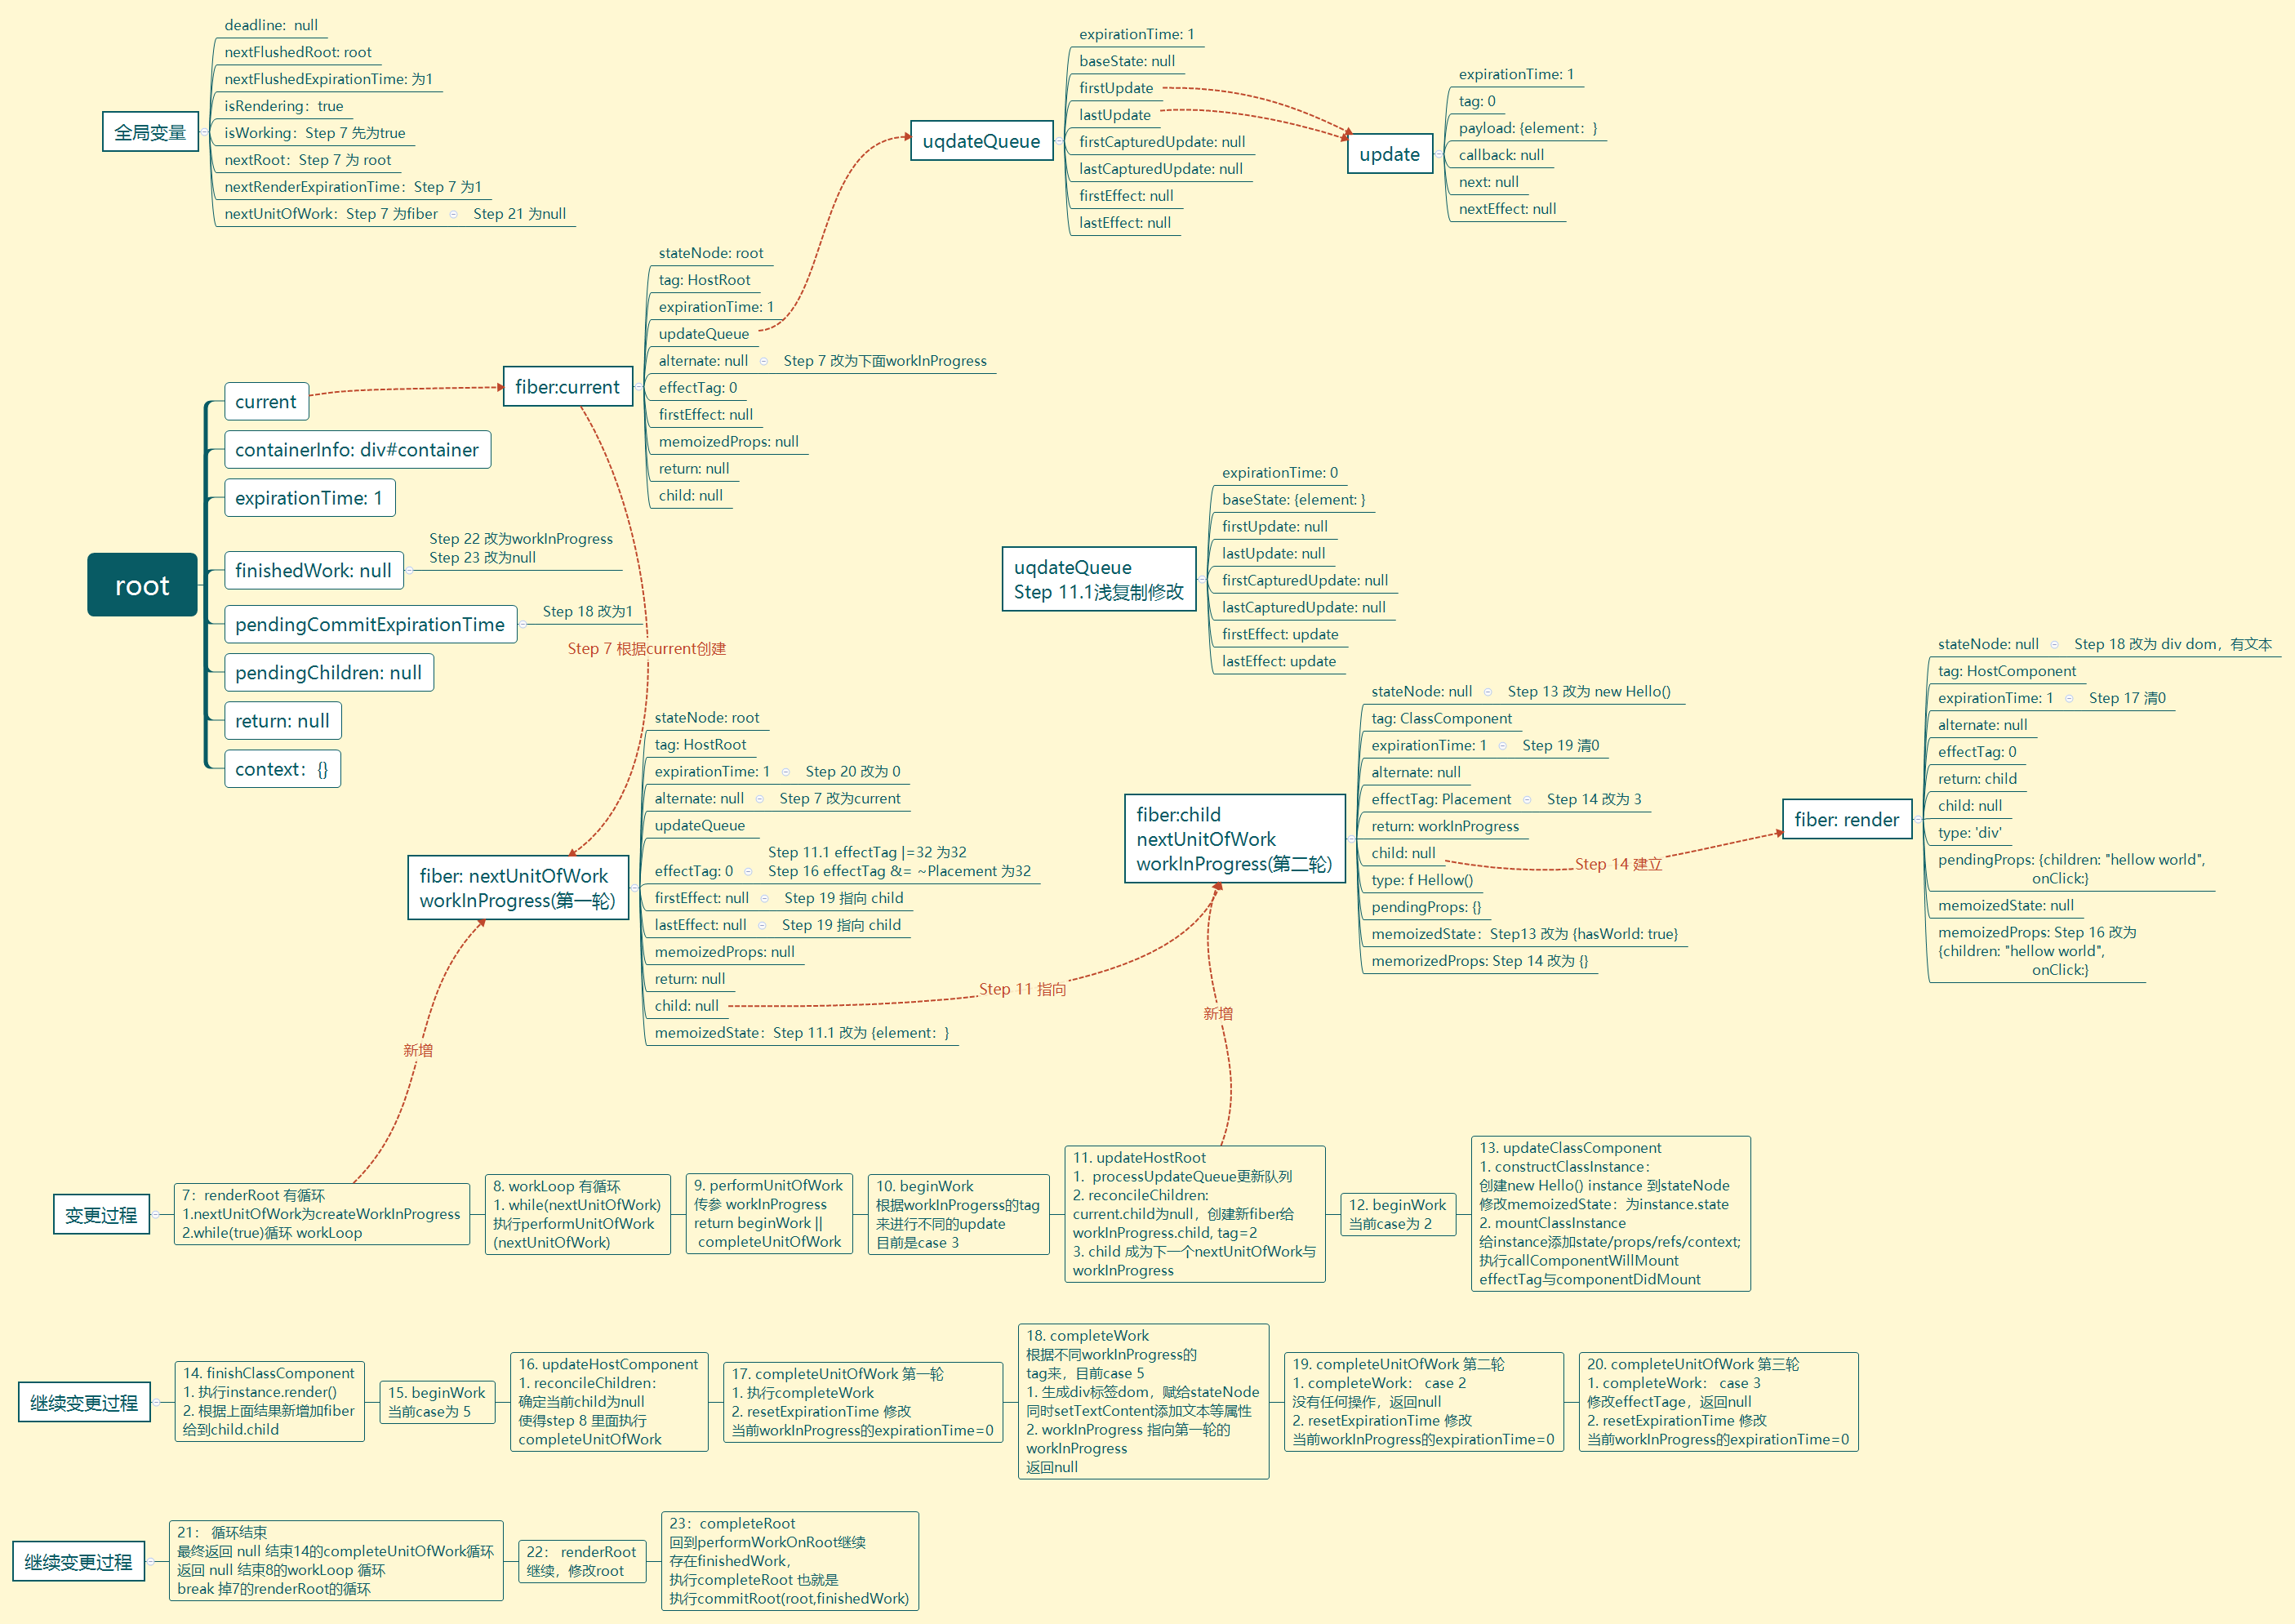 全局变量
deadline:  null
nextFlushedRoot: root
nextFlushedExpirationTime: 为1
isRendering：true
isWorking：Step 7 先为true
nextRoot：Step 7 为 root
nextRenderExpirationTime：Step 7 为1
nextUnitOfWork：Step 7 为fiber
Step 21 为null
uqdateQueue
expirationTime: 1
baseState: null
firstUpdate
lastUpdate
firstCapturedUpdate: null
lastCapturedUpdate: null
firstEffect: null
lastEffect: null
update
expirationTime: 1
tag: 0
payload: {element：}
callback: null
next: null
nextEffect: null
fiber:current
stateNode: root
tag: HostRoot
expirationTime: 1
updateQueue
alternate: null
Step 7 改为下面workInProgress
effectTag: 0
firstEffect: null
memoizedProps: null
return: null
child: null
root
current
containerInfo: div#container
expirationTime: 1
finishedWork: null
Step 22 改为workInProgress
Step 23 改为null
pendingCommitExpirationTime
Step 18 改为1
pendingChildren: null
return: null
context：{}
Step 7 根据current创建
uqdateQueue
Step 11.1浅复制修改
expirationTime: 0
baseState: {element: }
firstUpdate: null
lastUpdate: null
firstCapturedUpdate: null
lastCapturedUpdate: null
firstEffect: update
lastEffect: update
fiber: nextUnitOfWork
workInProgress(第一轮)
stateNode: root
tag: HostRoot
expirationTime: 1
Step 20 改为 0
alternate: null
Step 7 改为current
updateQueue
effectTag: 0
Step 11.1 effectTag |=32 为32
Step 16 effectTag &= ~Placement 为32
firstEffect: null
Step 19 指向 child
lastEffect: null
Step 19 指向 child
memoizedProps: null
return: null
child: null
memoizedState：Step 11.1 改为 {element：}
Step 11 指向
新增
新增
fiber:child
nextUnitOfWork
workInProgress(第二轮)
stateNode: null
Step 13 改为 new Hello()
tag: ClassComponent
expirationTime: 1
Step 19 清0
alternate: null
effectTag: Placement
Step 14 改为 3
return: workInProgress
child: null
type: f Hellow()
pendingProps: {}
memoizedState：Step13 改为 {hasWorld: true}
memorizedProps: Step 14 改为 {}
Step 14 建立
fiber: render
stateNode: null
Step 18 改为 div dom，有文本
tag: HostComponent
expirationTime: 1
Step 17 清0
alternate: null
effectTag: 0
return: child
child: null
type: 'div'
pendingProps: {children: "hellow world",
onClick:}
memoizedState: null
memoizedProps: Step 16 改为
{children: "hellow world",
onClick:}
变更过程
7：renderRoot 有循环
1.nextUnitOfWork为createWorkInProgress
2.while(true)循环 workLoop
8. workLoop 有循环
1. while(nextUnitOfWork)
执行performUnitOfWork
(nextUnitOfWork)
9. performUnitOfWork
传参 workInProgress
return beginWork ||
completeUnitOfWork
10. beginWork
根据workInProgerss的tag
来进行不同的update
目前是case 3
11. updateHostRoot
1.  processUpdateQueue更新队列
2. reconcileChildren:
current.child为null，创建新fiber给
workInProgress.child, tag=2
3. child 成为下一个nextUnitOfWork与
workInProgress
12. beginWork
当前case为 2
13. updateClassComponent
1. constructClassInstance：
创建new Hello() instance 到stateNode
修改memoizedState：为instance.state
2. mountClassInstance
给instance添加state/props/refs/context;
执行callComponentWillMount
effectTag与componentDidMount
继续变更过程
14. finishClassComponent
1. 执行instance.render()
2. 根据上面结果新增加fiber
给到child.child
15. beginWork
当前case为 5
16. updateHostComponent
1. reconcileChildren：
确定当前child为null
使得step 8 里面执行
completeUnitOfWork
17. completeUnitOfWork 第一轮
1. 执行completeWork
2. resetExpirationTime 修改
当前workInProgress的expirationTime=0
18. completeWork
根据不同workInProgress的
tag来，目前case 5
1. 生成div标签dom，赋给stateNode
同时setTextContent添加文本等属性
2. workInProgress 指向第一轮的
workInProgress
返回null
19. completeUnitOfWork 第二轮
1. completeWork： case 2
没有任何操作，返回null
2. resetExpirationTime 修改
当前workInProgress的expirationTime=0
20. completeUnitOfWork 第三轮
1. completeWork： case 3
修改effectTage，返回null
2. resetExpirationTime 修改
当前workInProgress的expirationTime=0
继续变更过程
21： 循环结束
最终返回 null 结束14的completeUnitOfWork循环
返回 null 结束8的workLoop 循环
break 掉7的renderRoot的循环
22： renderRoot
继续，修改root
23：completeRoot
回到performWorkOnRoot继续
存在finishedWork，
执行completeRoot 也就是
执行commitRoot(root,finishedWork)